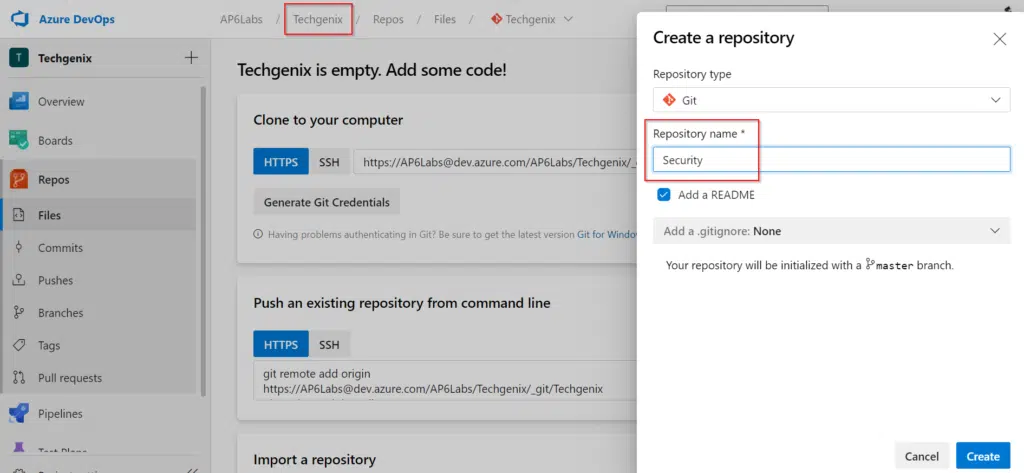 Azure DevOps
AP6Labs / Techgenix / Repos / Files / Techgenix
T Techgenix
Overview
Boards
Repos
Files
Commits
Pushes
Branches
Tags
Pull requests
Pipelines
Techgenix is empty. Add some code!
Clone to your computer
HTTPS SSH https://AP6Labs@dev.azure.com/AP6Labs/Techgenix/_
Generate Git Credentials
Having problems authenticating in Git? Be sure to get the latest version Git for Windo
Push an existing repository from command line
HTTPS SSH
git remote add origin
https://AP6Labs@dev.azure.com/AP6Labs/Techgenix/_git/Techgenix
Import a repository
Create a repository
Repository type
Git
Repository name *
Security
Add a README
Add a .gitignore: None
Your repository will be initialized with a master branch.
Cancel Create